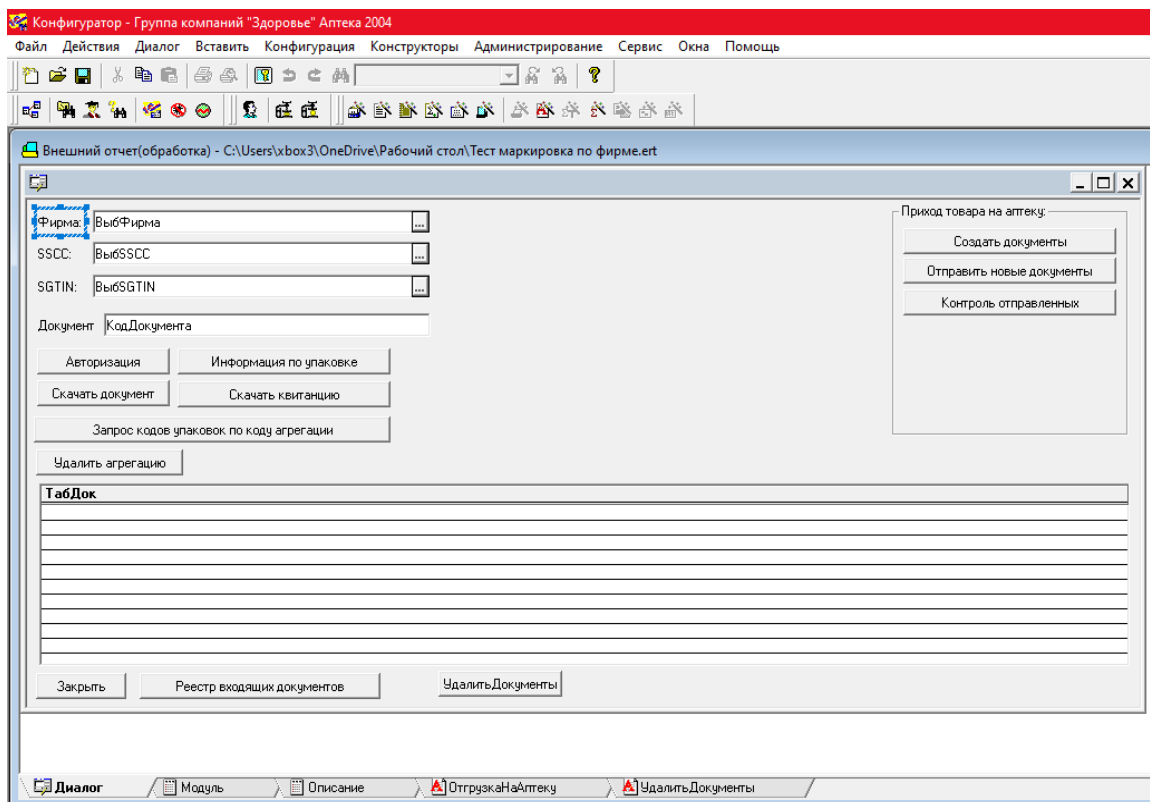 Конфигуратор - Группа компаний "Здоровье" Аптека 2004
Файл Действия Диалог Вставить Конфигурация Конструкторы Администрирование Сервис Окна Помощь
Внешний отчет(обработка) - C:\Users\xbox3\OneDrive\Рабочий стол\Тест маркировка по фирме.ert
Фирма: ВыбФирма ...
SSCC: ВыбSSCC ...
SGTIN: ВыбSGTIN ...
Документ КодДокумента
Авторизация Информация по упаковке
Скачать документ Скачать квитанцию
Запрос кодов упаковок по коду агрегации
Удалить агрегацию
Приход товара на аптеку:
Создать документы
Отправить новые документы
Контроль отправленных
ТабДок
Закрыть Реестр входящих документов УдалитьДокументы
Диалог Модуль Описание ОтгрузкаНаАптеку УдалитьДокументы